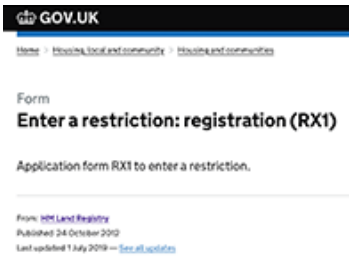 GOV.UK
Home > Housing, local and community > Housing and communities
Form
Enter a restriction: registration (RX1)
Application form RX1 to enter a restriction.
From: HM Land Registry
Published 24 October 2012
Last updated 1 July 2019 — See all updates